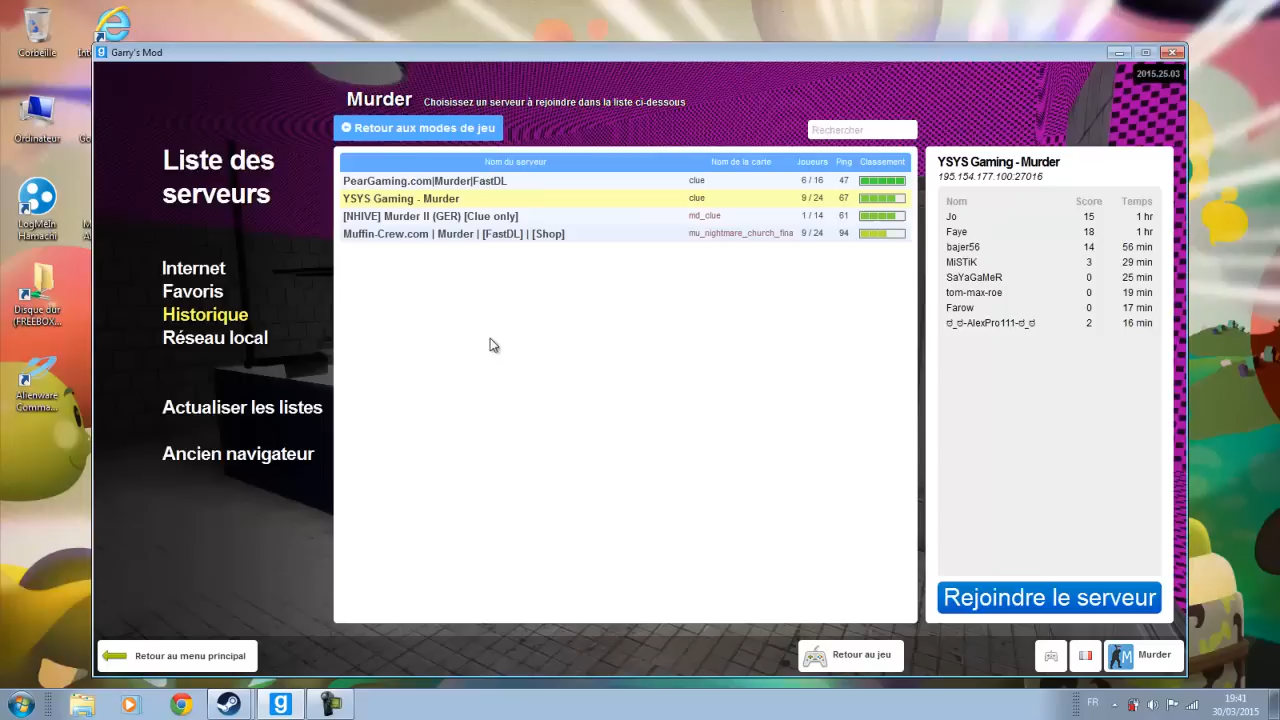 Corbeille
Garry's Mod
2015.25.03
Murder Choisissez un serveur à rejoindre dans la liste ci-dessous
Retour aux modes de jeu
Rechercher
Liste des
serveurs
Internet
Favoris
Historique
Réseau local
Actualiser les listes
Ancien navigateur
Nom du serveur Nom de la carte Joueurs Ping Classement
PearGaming.com|Murder|FastDL clue 6 / 16 47
YSYS Gaming - Murder clue 9 / 24 67
[NHIVE] Murder II (GER) [Clue only] md_clue 1 / 14 61
Muffin-Crew.com | Murder | [FastDL] | [Shop] mu_nightmare_church_fina 9 / 24 94
YSYS Gaming - Murder
195.154.177.100:27016
Nom Score Temps
Jo 15 1 hr
Faye 18 1 hr
bajer56 14 56 min
MiSTiK 3 29 min
SaYaGaMeR 0 25 min
tom-max-roe 0 19 min
Farow 0 17 min
ಠ_ಠ-AlexPro111-ಠ_ಠ 2 16 min
Rejoindre le serveur
Ordinateur
LogMeIn
Hamachi
Disque dur
(FREEBOX...
Alienware
Comma...
Retour au menu principal
Retour au jeu
M
Murder
FR
19:41
30/03/2015